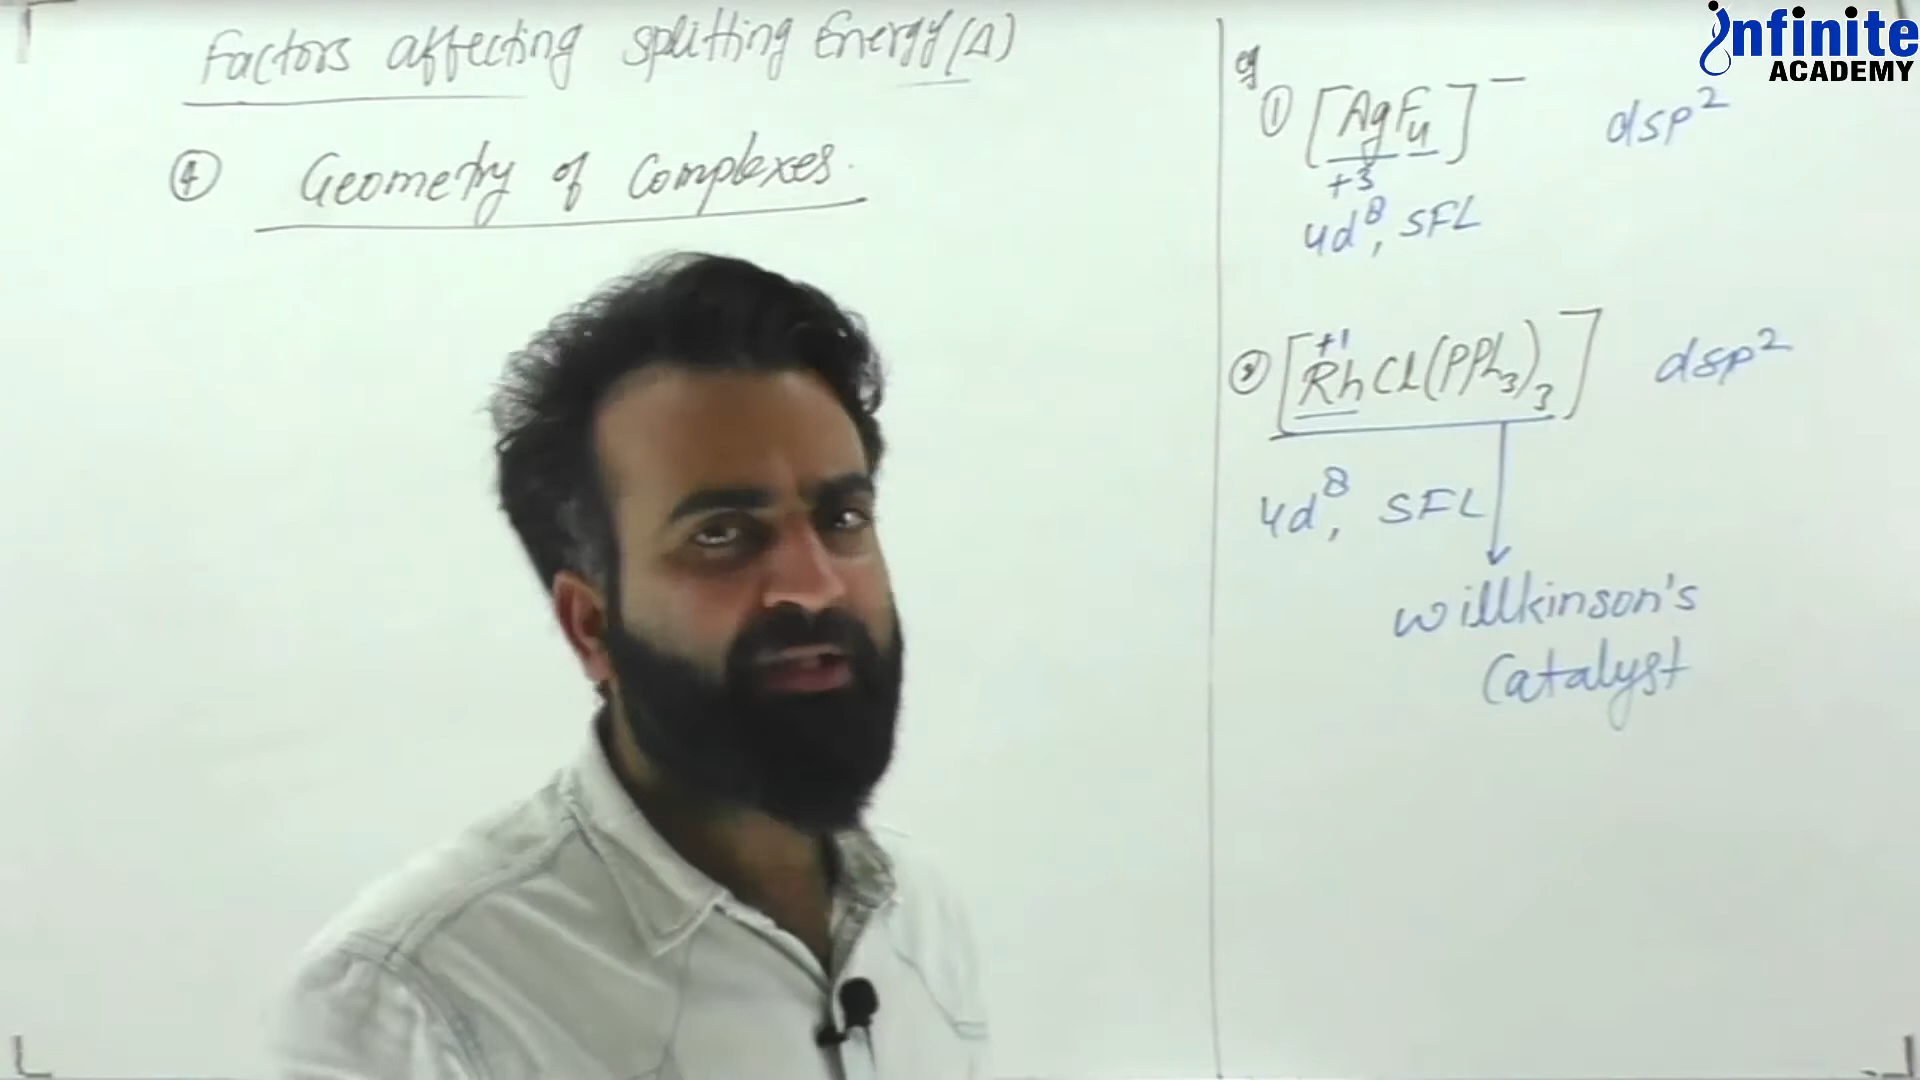 Factors affecting splitting Energy (Δ)
④ Geometry of Complexes.
eg
① [AgF4]⁻ dsp²
+3
4d⁸, SFL
② [RhCl(PPh3)3] dsp²
+1
4d⁸, SFL
willkinson's
Catalyst
infinite
ACADEMY